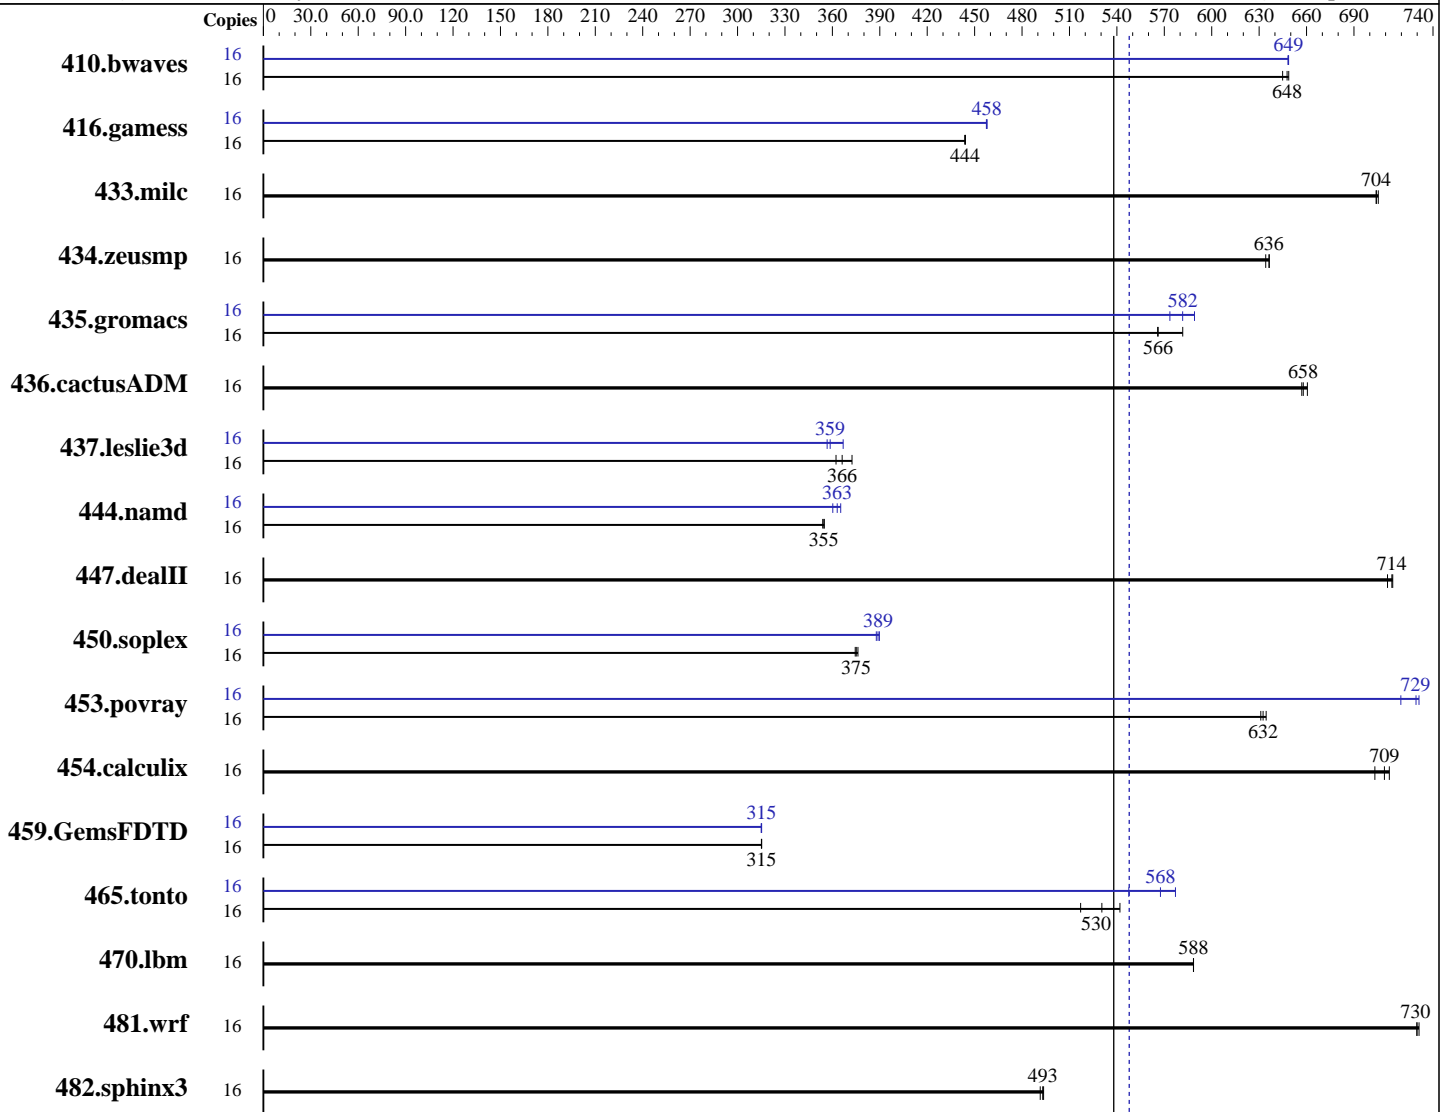 Copies 0 30.0 60.0 90.0 120 150 180 210 240 270 300 330 360 390 420 450 480 510 540 570 600 630 660 690 740
410.bwaves 16 649
16 648
416.gamess 16 458
16 444
433.milc 16 704
434.zeusmp 16 636
435.gromacs 16 582
16 566
436.cactusADM 16 658
437.leslie3d 16 359
16 366
444.namd 16 363
16 355
447.dealII 16 714
450.soplex 16 389
16 375
453.povray 16 729
16 632
454.calculix 16 709
459.GemsFDTD 16 315
16 315
465.tonto 16 568
16 530
470.lbm 16 588
481.wrf 16 730
482.sphinx3 16 493